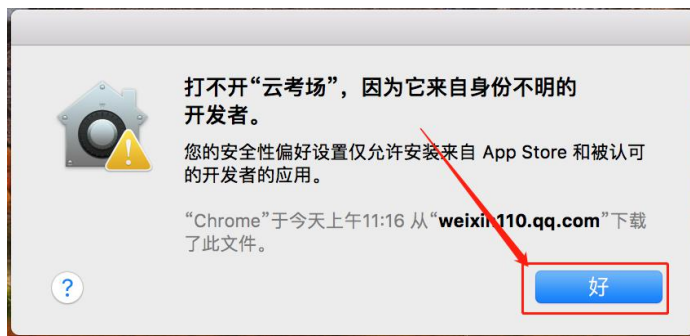 打不开“云考场”，因为它来自身份不明的
开发者。
您的安全性偏好设置仅允许安装来自 App Store 和被认可
的开发者的应用。
“Chrome”于今天上午11:16 从“weixin110.qq.com”下载
了此文件。
?
好